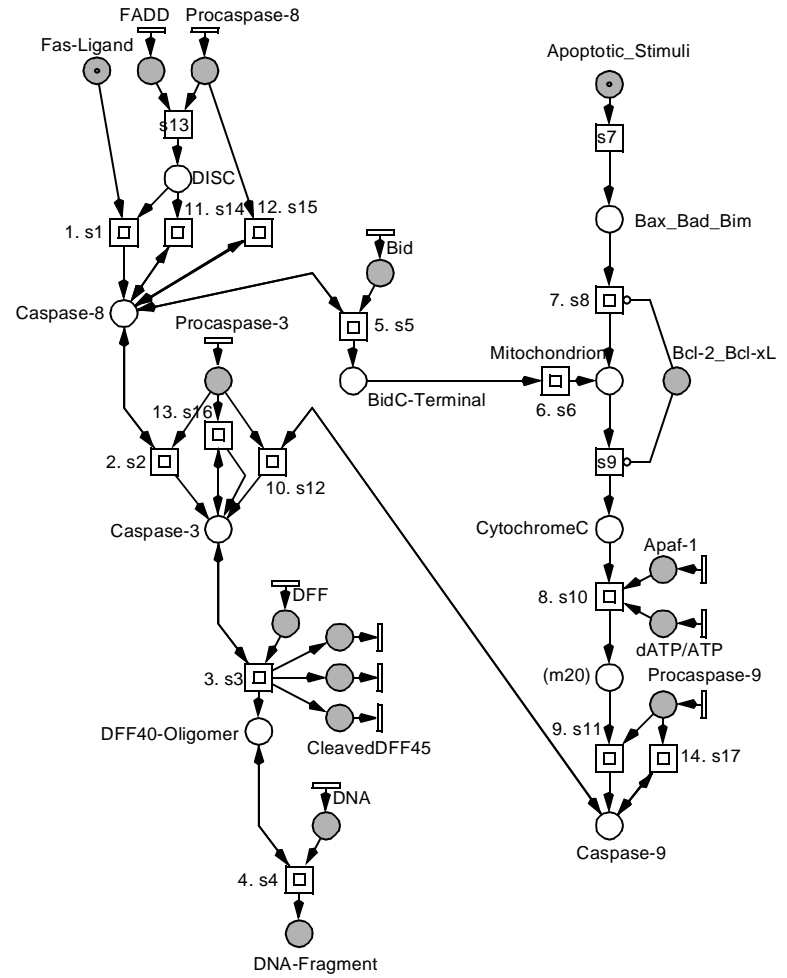 FADD Procaspase-8
Fas-Ligand
Apoptotic_Stimuli
s13
s7
DISC
11. s14 12. s15
1. s1
Bax_Bad_Bim
Bid
7. s8
Caspase-8
Procaspase-3
5. s5
Mitochondrion
Bcl-2_Bcl-xL
BidC-Terminal
6. s6
13. s16
2. s2
s9
10. s12
Caspase-3
CytochromeC
Apaf-1
DFF
8. s10
dATP/ATP
3. s3
(m20)
Procaspase-9
DFF40-Oligomer
CleavedDFF45
9. s11
14. s17
DNA
Caspase-9
4. s4
DNA-Fragment